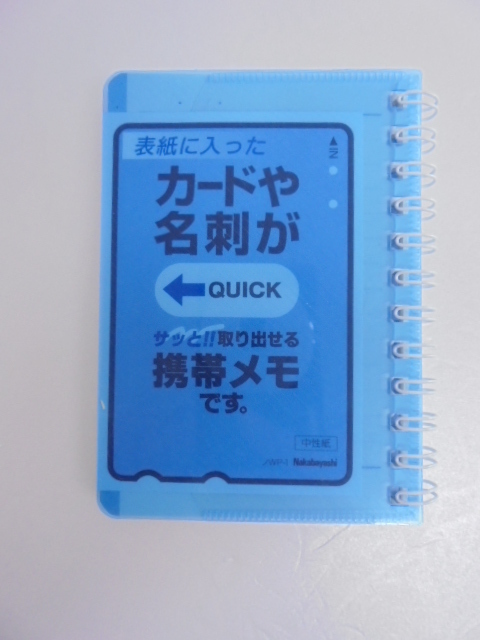 表紙に入った
カードや
名刺が
QUICK
サッと!!取り出せる
携帯メモ
です。
中性紙
Nakabayashi